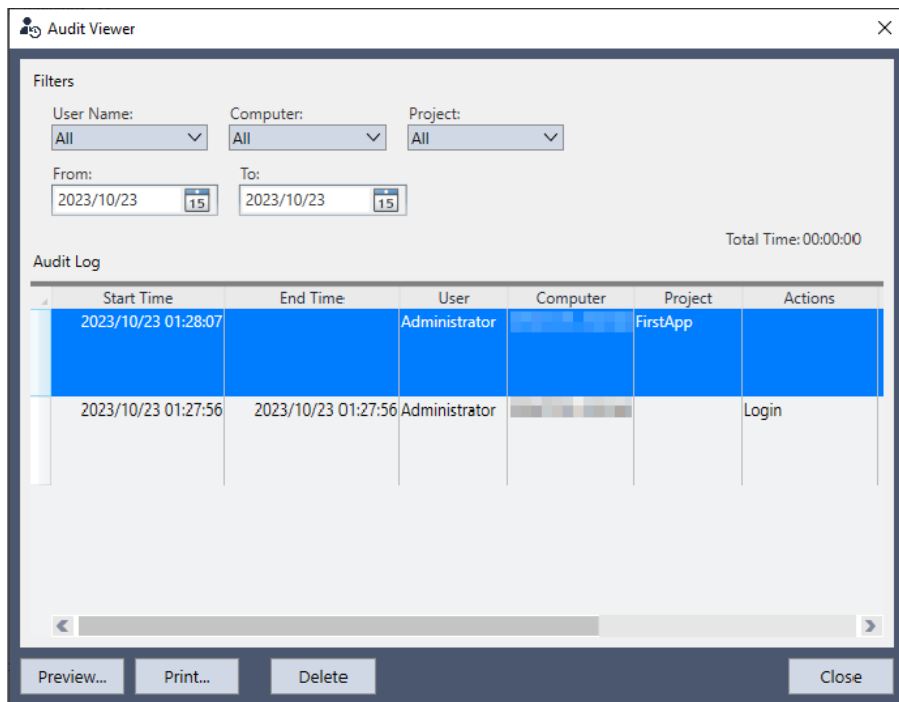 Audit Viewer
Filters
User Name: Computer: Project:
All All All
From: To:
2023/10/23 15 2023/10/23 15
Total Time: 00:00:00
Audit Log
Start Time End Time User Computer Project Actions
2023/10/23 01:28:07 Administrator FirstApp
2023/10/23 01:27:56 2023/10/23 01:27:56 Administrator Login
Preview... Print... Delete Close